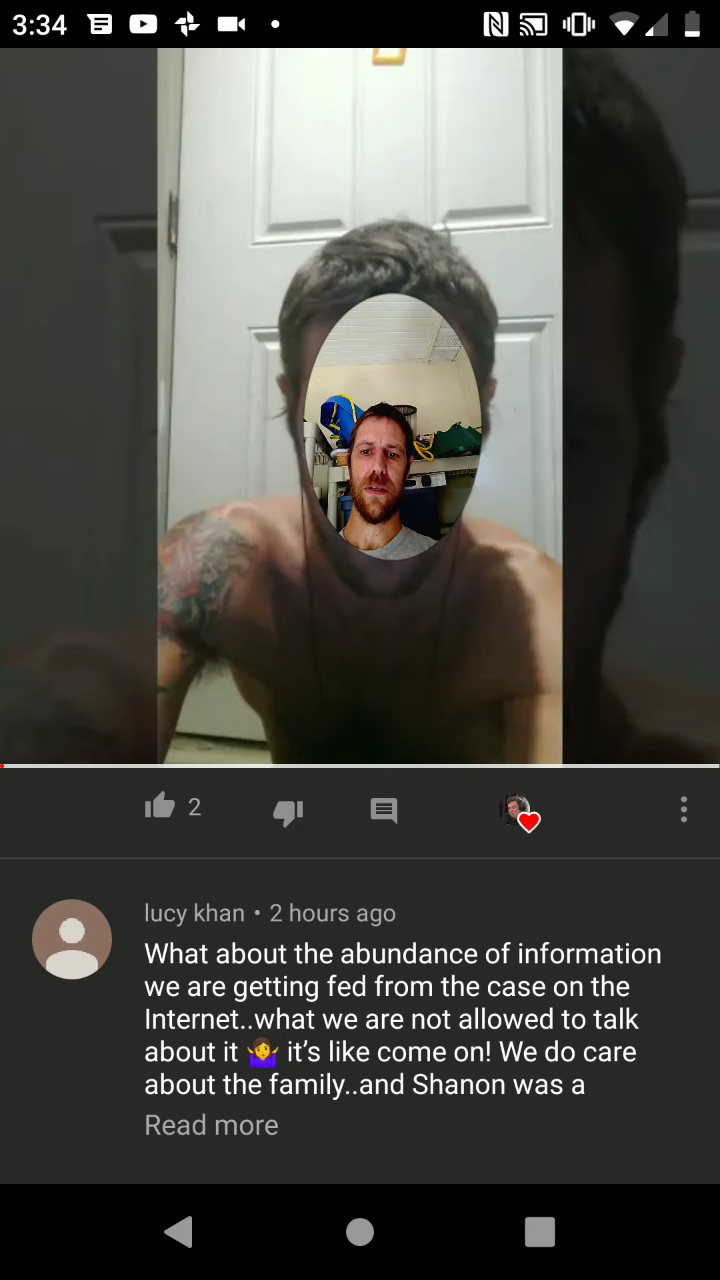 3:34
2
lucy khan • 2 hours ago
What about the abundance of information
we are getting fed from the case on the
Internet..what we are not allowed to talk
about it 🤷‍♀️ it’s like come on! We do care
about the family..and Shanon was a
Read more